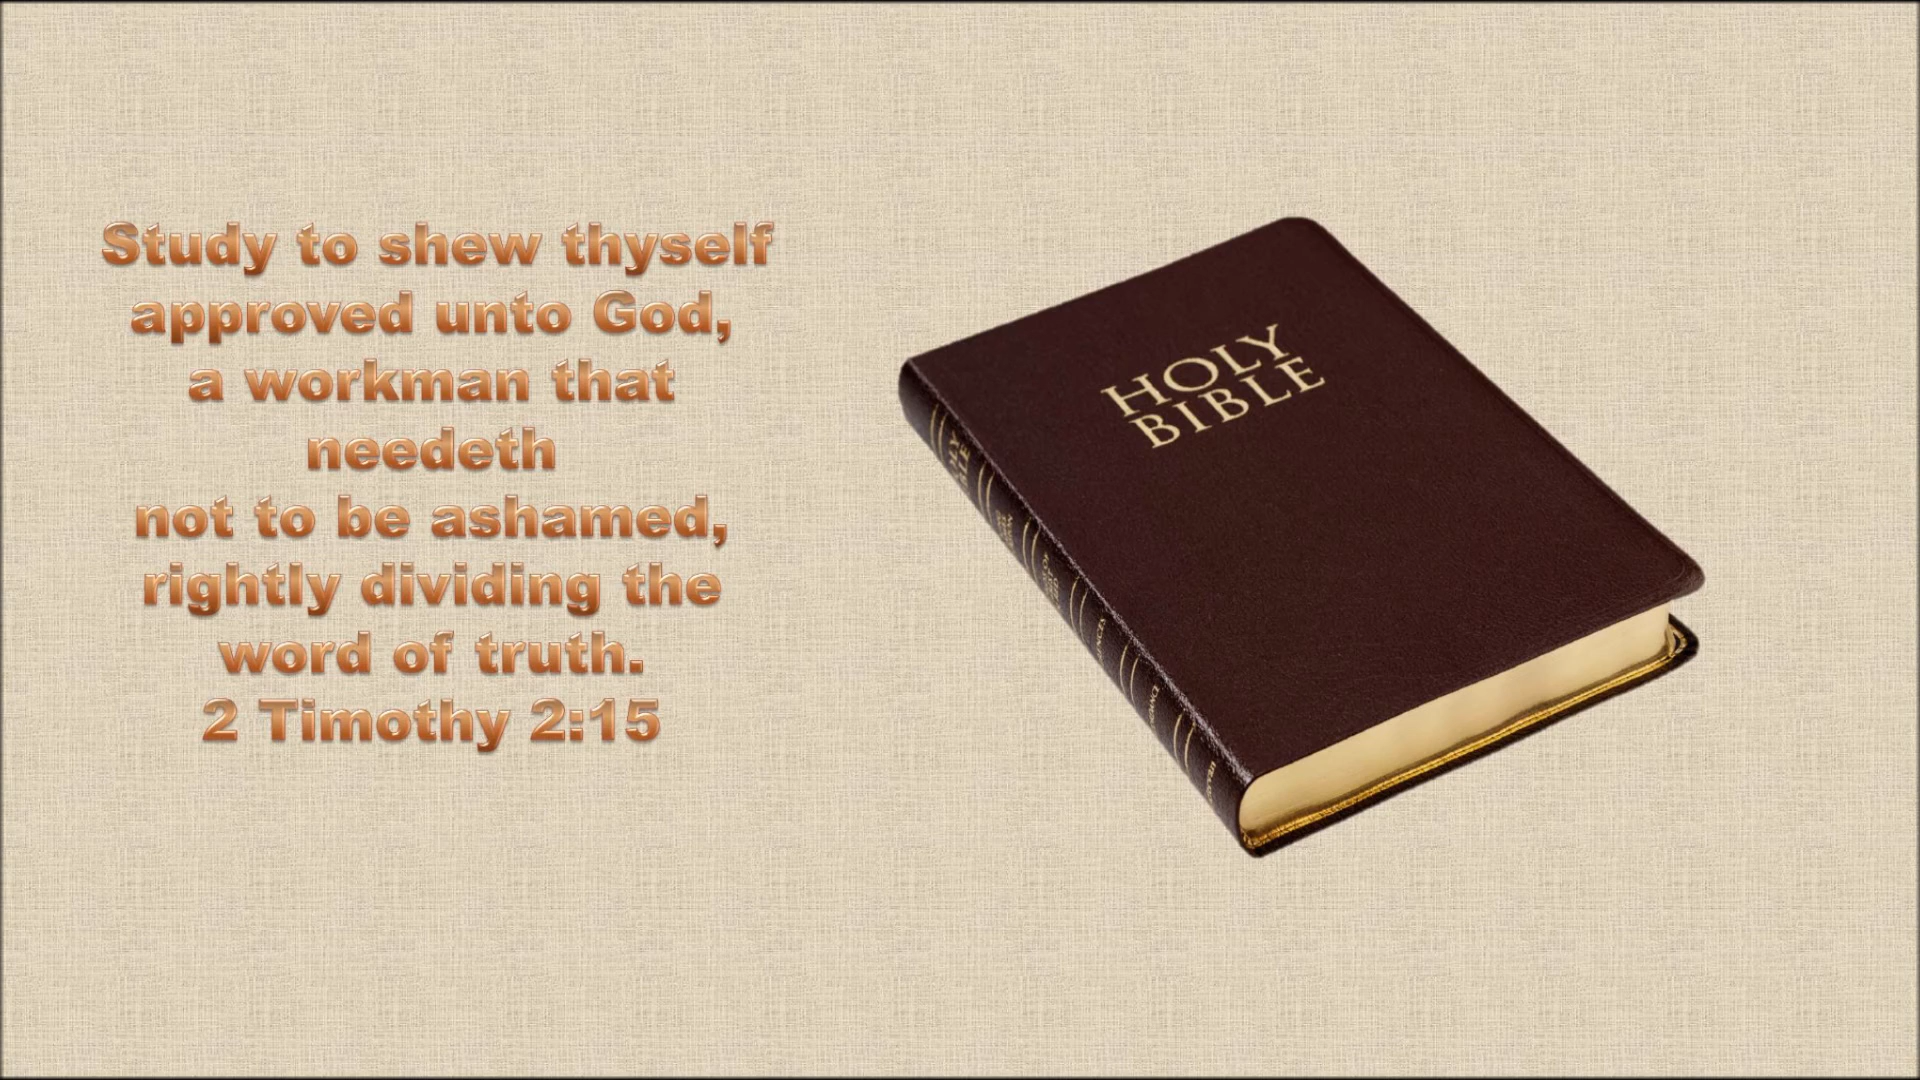 Study to shew thyself
approved unto God,
a workman that
needeth
not to be ashamed,
rightly dividing the
word of truth.
2 Timothy 2:15
HOLY
BIBLE